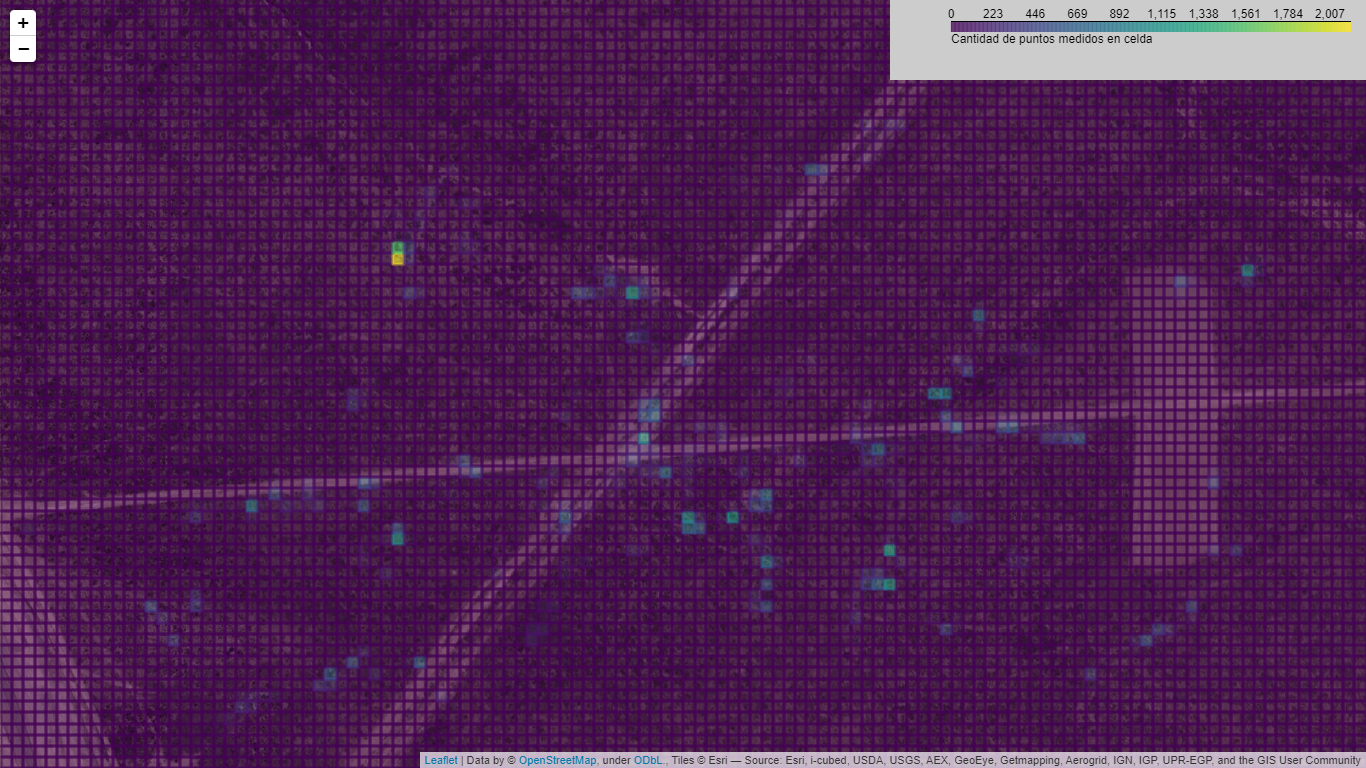 +
−
0 223 446 669 892 1,115 1,338 1,561 1,784 2,007
Cantidad de puntos medidos en celda
Leaflet | Data by © OpenStreetMap, under ODbL., Tiles © Esri — Source: Esri, i-cubed, USDA, USGS, AEX, GeoEye, Getmapping, Aerogrid, IGN, IGP, UPR-EGP, and the GIS User Community